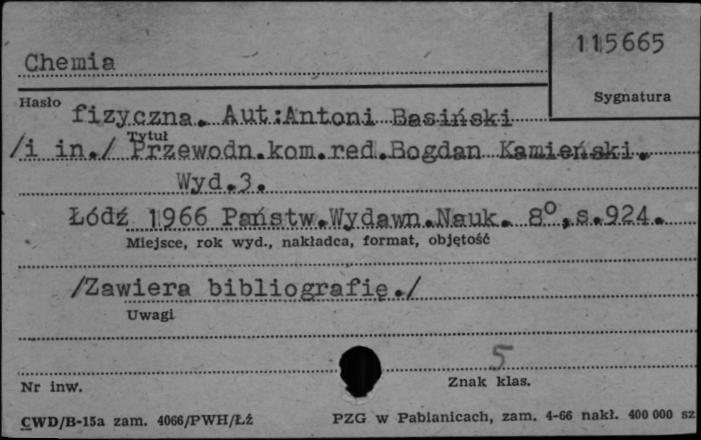 115665
Chemia
Sygnatura
Hasło
fizyczna. Aut:Antoni Basiński
Tytuł
/i in./ Przewodn.kom.red.Bogdan Kamieński.
Wyd.3.
Łódź 1966 Państw.Wydawn.Nauk. 8°,s.924.
Miejsce, rok wyd., nakładca, format, objętość
/Zawiera bibliografię./
Uwagi
5
Nr inw.
Znak klas.
CWD/B-15a zam. 4066/PWH/Łź PZG w Pabianicach, zam. 4-66 nakł. 400 000 sz